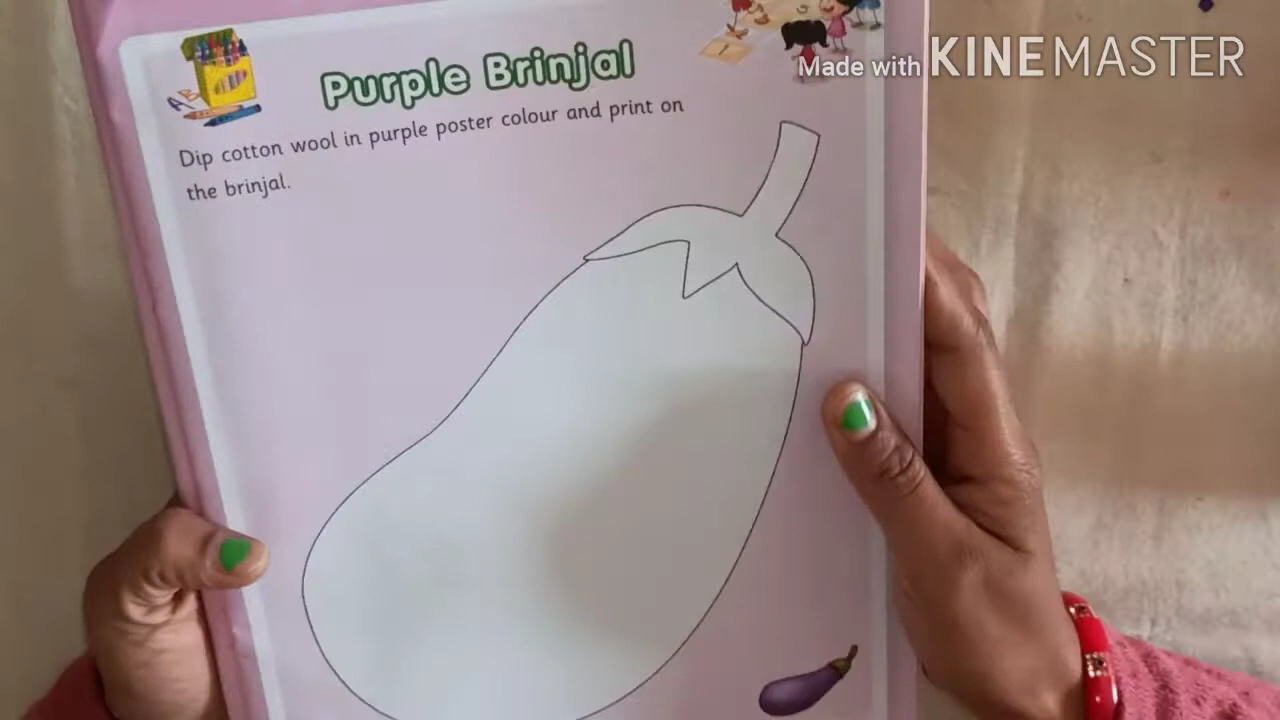 Purple Brinjal
Made with KINEMASTER
Dip cotton wool in purple poster colour and print on
the brinjal.